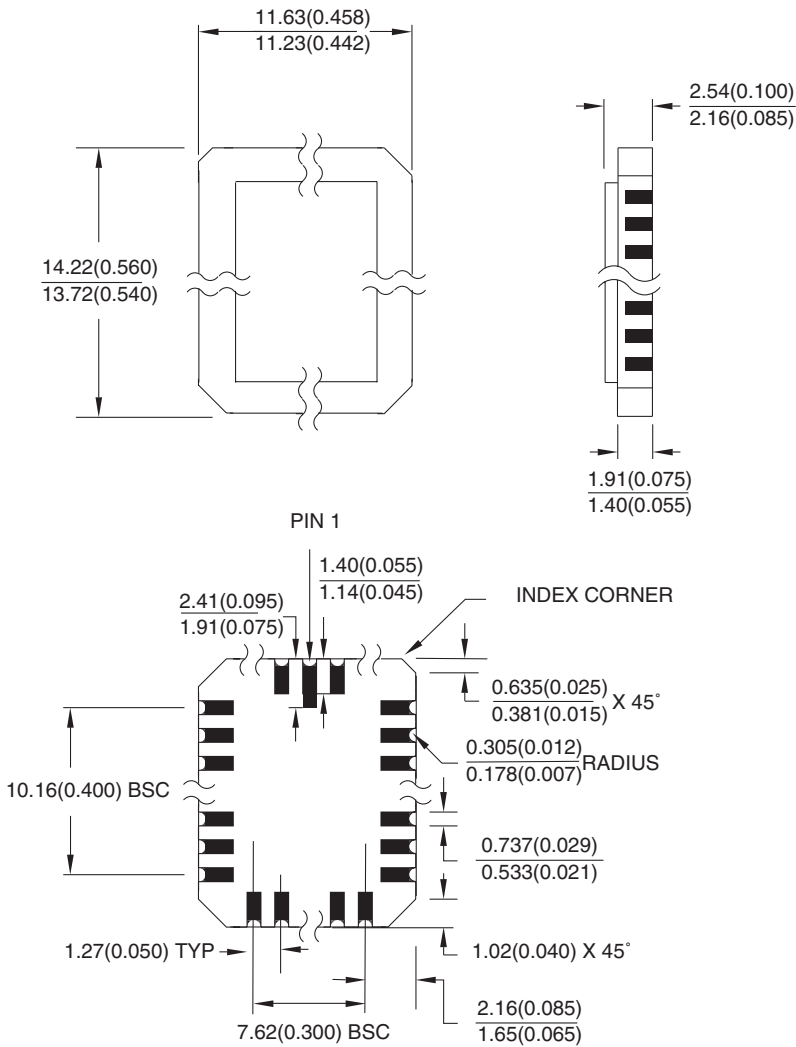 11.63(0.458)
11.23(0.442)
2.54(0.100)
2.16(0.085)
14.22(0.560)
13.72(0.540)
1.91(0.075)
1.40(0.055)
PIN 1
1.40(0.055)
1.14(0.045)
2.41(0.095)
1.91(0.075)
INDEX CORNER
0.635(0.025)
0.381(0.015) X 45°
0.305(0.012)
0.178(0.007) RADIUS
10.16(0.400) BSC
0.737(0.029)
0.533(0.021)
1.27(0.050) TYP
1.02(0.040) X 45°
7.62(0.300) BSC
2.16(0.085)
1.65(0.065)